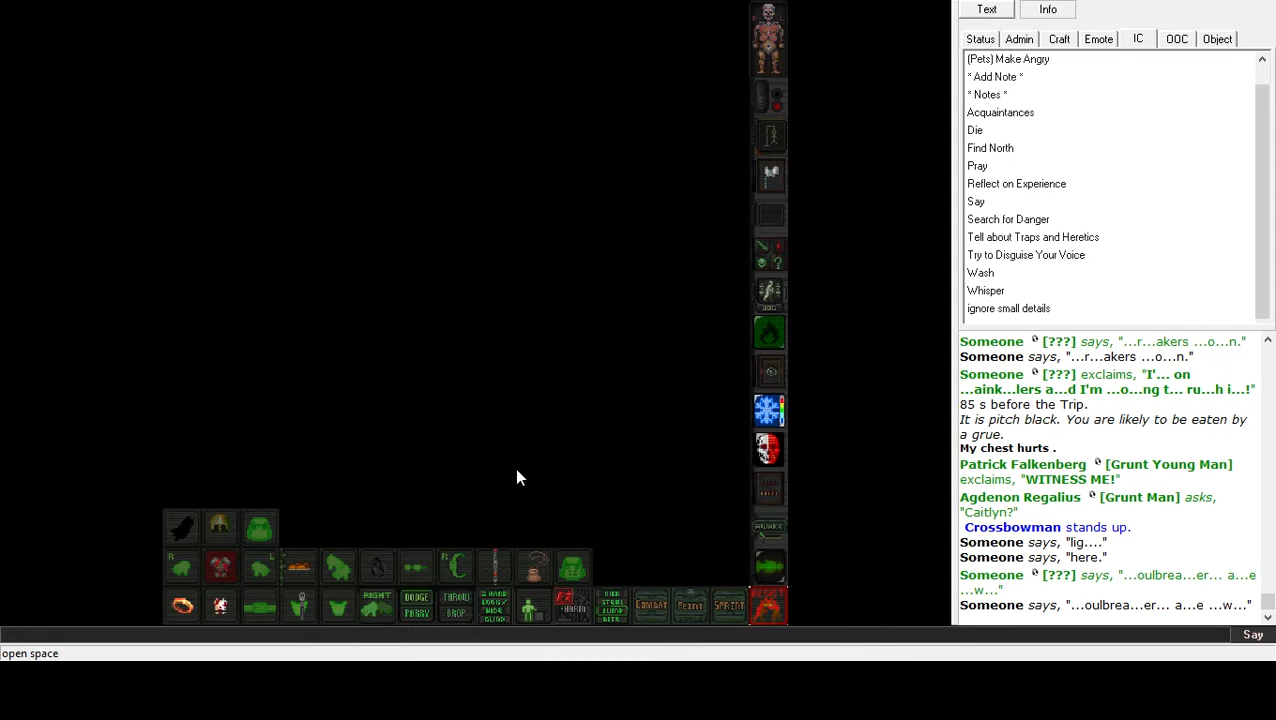 Text Info
Status Admin Craft Emote IC OOC Object
(Pets) Make Angry
* Add Note *
* Notes *
Acquaintances
Die
Find North
Pray
Reflect on Experience
Say
Search for Danger
Tell about Traps and Heretics
Try to Disguise Your Voice
Wash
Whisper
ignore small details
Someone [???] says, "...r...akers ...o...n."
Someone says, "...r...akers ...o...n."
Someone [???] exclaims, "I'... on
...aink...lers a...d I'm ...o...ng t... ru...h i...!"
85 s before the Trip.
It is pitch black. You are likely to be eaten by
a grue.
My chest hurts .
Patrick Falkenberg [Grunt Young Man]
exclaims, "WITNESS ME!"
Agdenon Regalius [Grunt Man] asks,
"Caitlyn?"
Crossbowman stands up.
Someone says, "lig...."
Someone says, "here."
Someone [???] says, "...oulbrea...er... a...e
...w..."
Someone says, "...oulbrea...er... a...e ...w..."
Say
open space
R L R
RIGHT DODGE PARRY THROW DROP COMBAT SPRINT